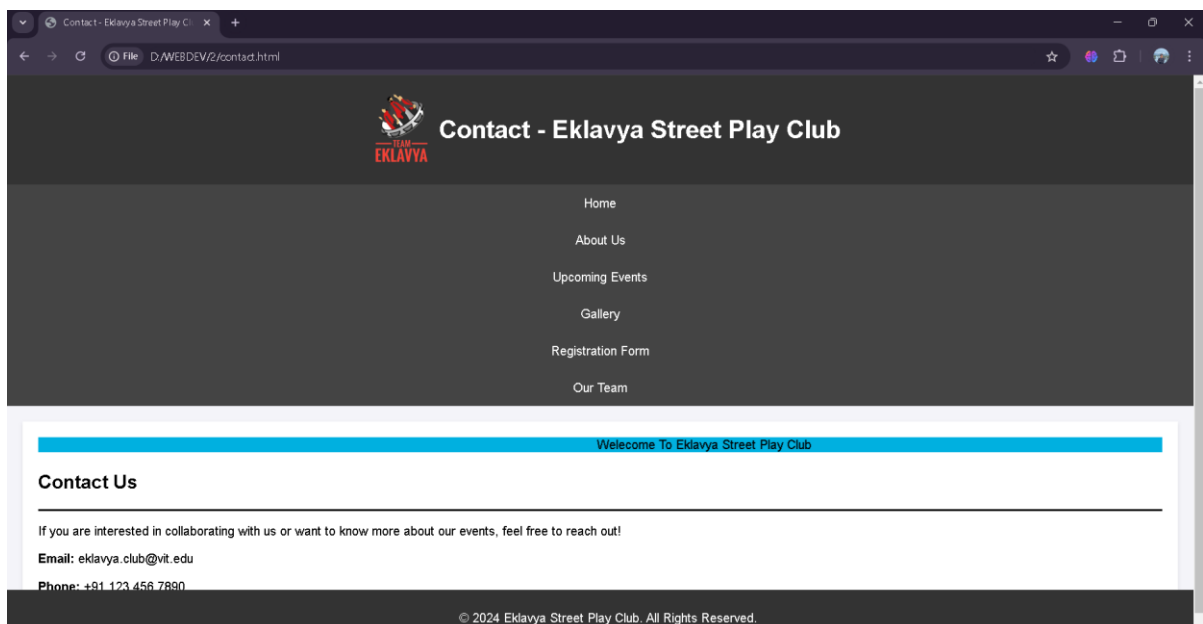 Contact - Eklavya Street Play Cl
File D:/WEBDEV/2/contact.html
TEAM
EKLAVYA
Contact - Eklavya Street Play Club
Home
About Us
Upcoming Events
Gallery
Registration Form
Our Team
Welecome To Eklavya Street Play Club
Contact Us
If you are interested in collaborating with us or want to know more about our events, feel free to reach out!
Email: eklavya.club@vit.edu
Phone: +91 123 456 7890
© 2024 Eklavya Street Play Club. All Rights Reserved.